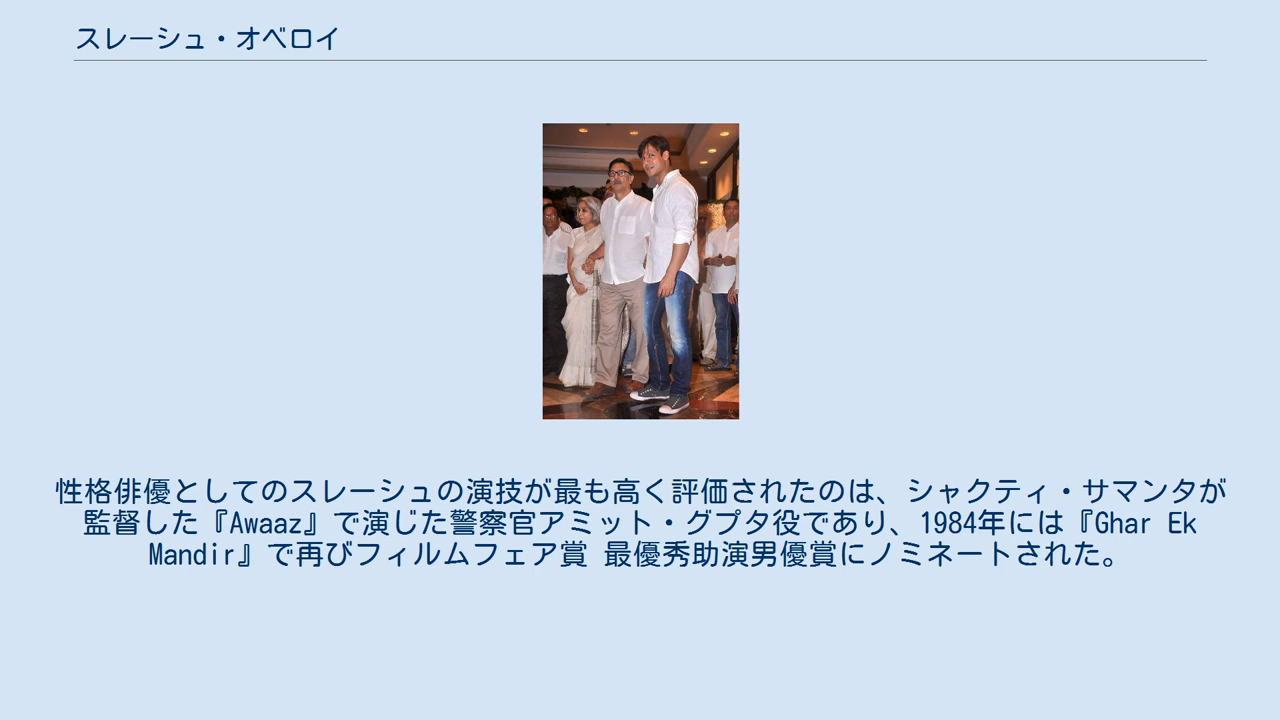 スレーシュ・オベロイ
性格俳優としてのスレーシュの演技が最も高く評価されたのは、シャクティ・サマンタが
監督した『Awaaz』で演じた警察官アミット・グプタ役であり、1984年には『Ghar Ek
Mandir』で再びフィルムフェア賞 最優秀助演男優賞にノミネートされた。